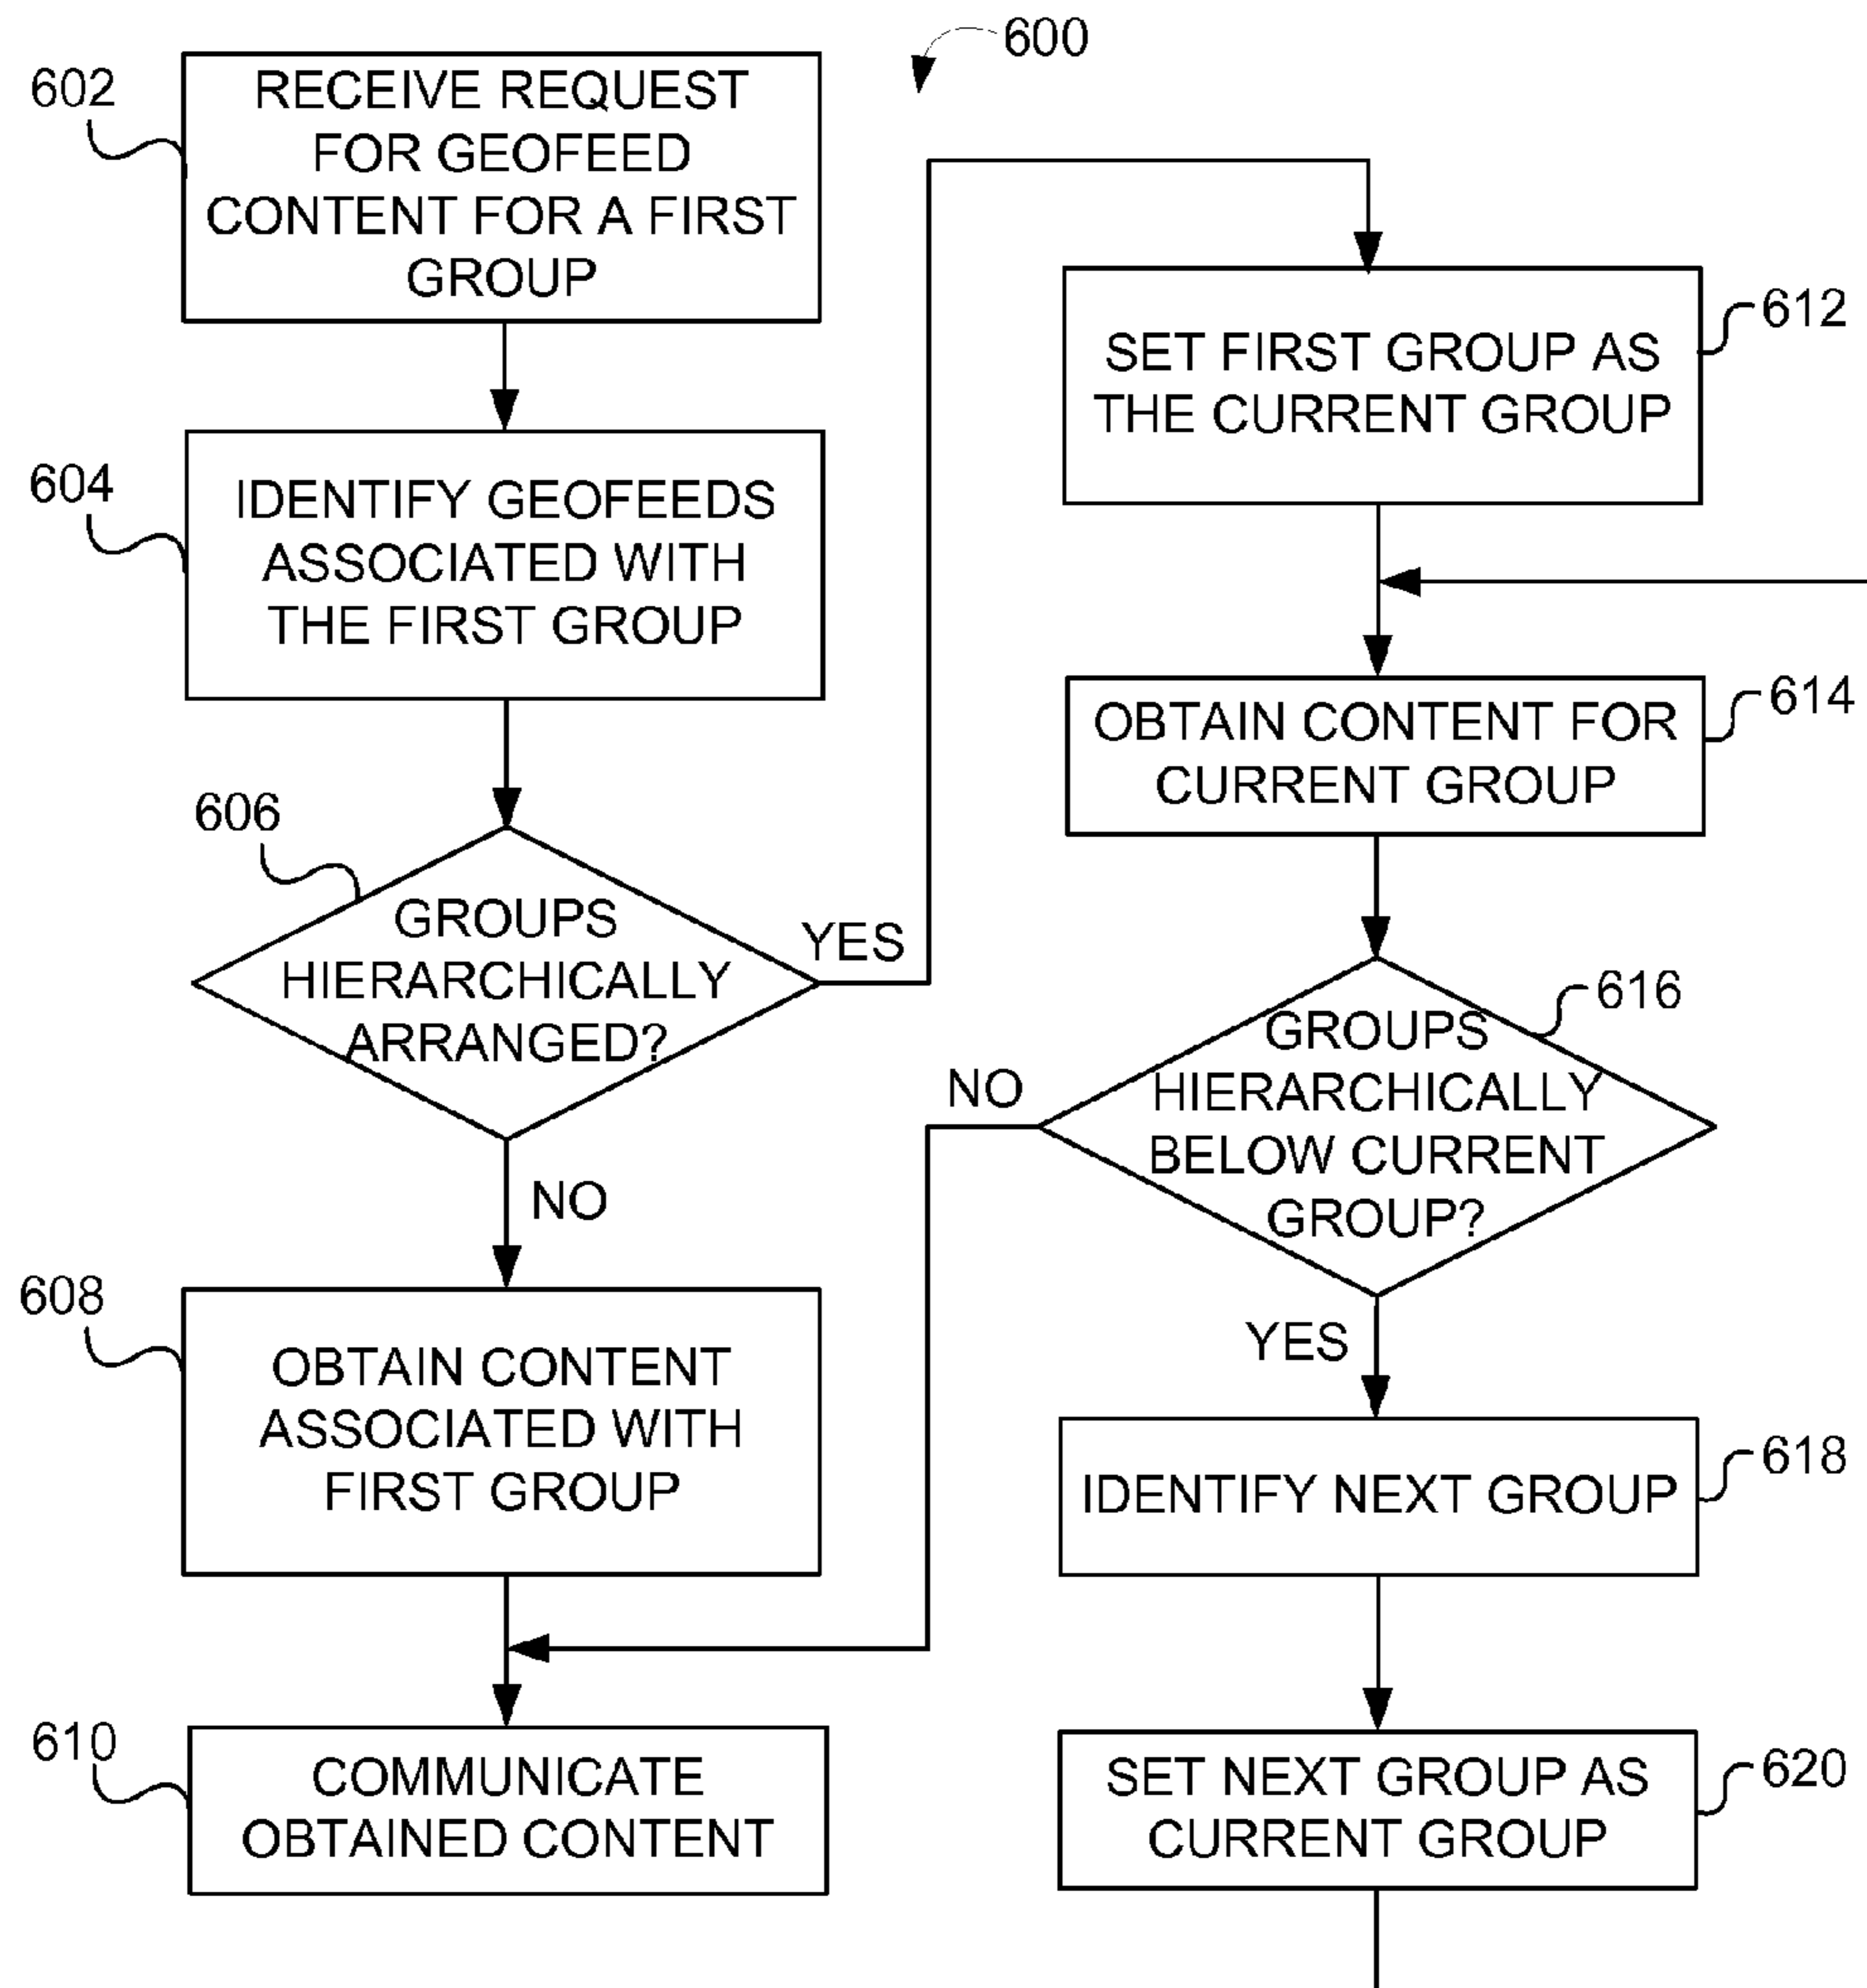 600
602
RECEIVE REQUEST
FOR GEOFEED
CONTENT FOR A FIRST
GROUP
604
IDENTIFY GEOFEEDS
ASSOCIATED WITH
THE FIRST GROUP
606
GROUPS
HIERARCHICALLY
ARRANGED?
YES
NO
608
OBTAIN CONTENT
ASSOCIATED WITH
FIRST GROUP
610
COMMUNICATE
OBTAINED CONTENT
612
SET FIRST GROUP AS
THE CURRENT GROUP
614
OBTAIN CONTENT FOR
CURRENT GROUP
616
GROUPS
HIERARCHICALLY
BELOW CURRENT
GROUP?
NO
YES
618
IDENTIFY NEXT GROUP
620
SET NEXT GROUP AS
CURRENT GROUP